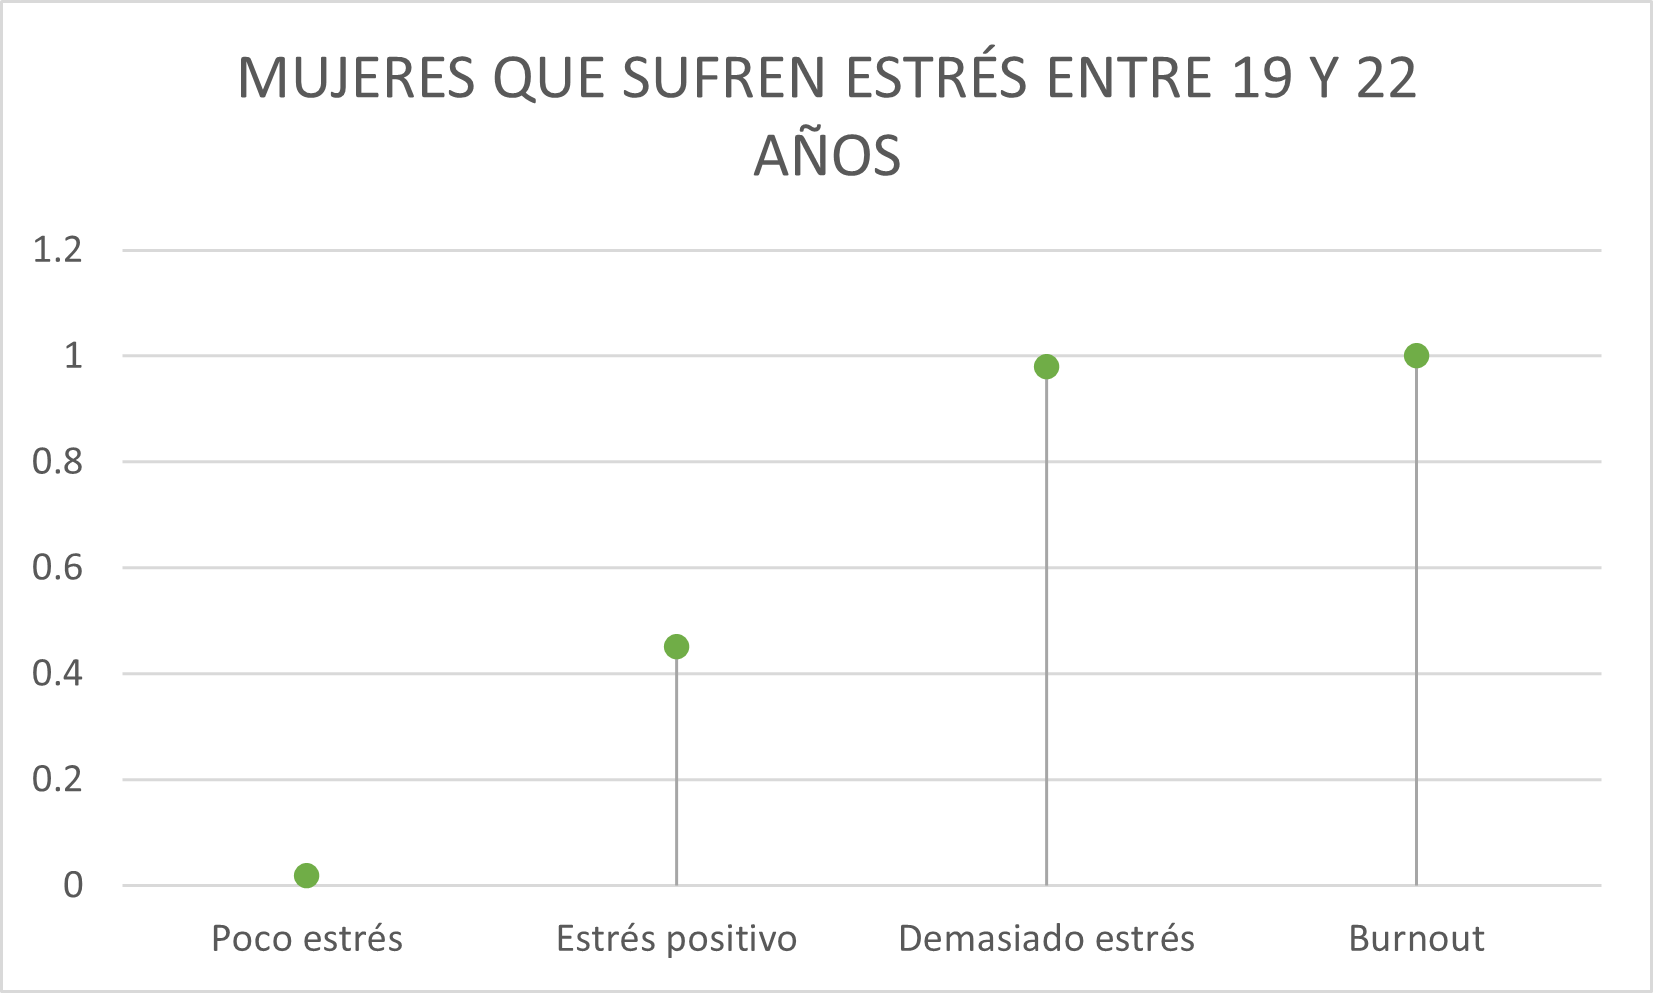 MUJERES QUE SUFREN ESTRÉS ENTRE 19 Y 22
AÑOS
1.2
1
0.8
0.6
0.4
0.2
0
Poco estrés
Estrés positivo
Demasiado estrés
Burnout